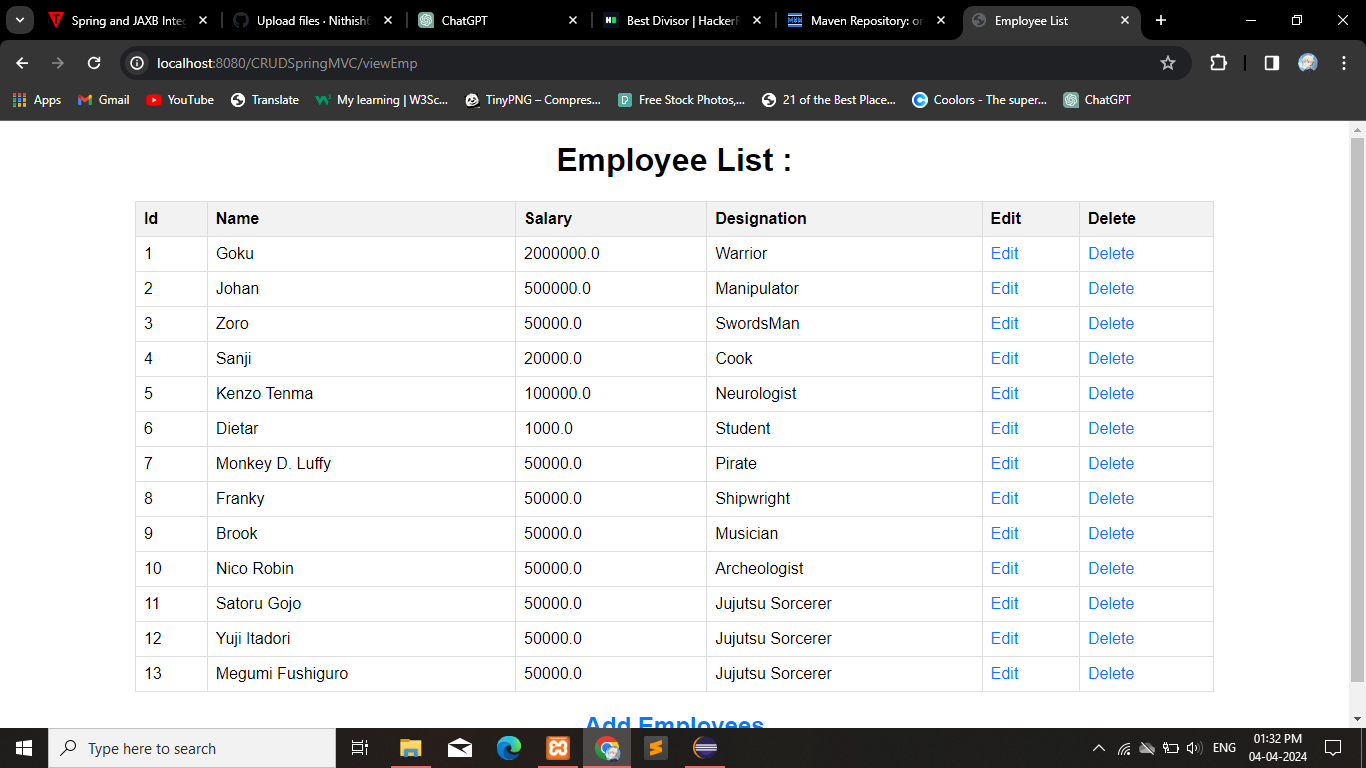 Spring and JAXB Inte
Upload files · Nithish
ChatGPT
Best Divisor | Hacker
Maven Repository: o
Employee List
localhost:8080/CRUDSpringMVC/viewEmp
Apps Gmail YouTube Translate My learning | W3Sc... TinyPNG – Compres... Free Stock Photos,... 21 of the Best Place... Coolors - The super... ChatGPT
Employee List :
Id Name Salary Designation Edit Delete
1 Goku 2000000.0 Warrior Edit Delete
2 Johan 500000.0 Manipulator Edit Delete
3 Zoro 50000.0 SwordsMan Edit Delete
4 Sanji 20000.0 Cook Edit Delete
5 Kenzo Tenma 100000.0 Neurologist Edit Delete
6 Dietar 1000.0 Student Edit Delete
7 Monkey D. Luffy 50000.0 Pirate Edit Delete
8 Franky 50000.0 Shipwright Edit Delete
9 Brook 50000.0 Musician Edit Delete
10 Nico Robin 50000.0 Archeologist Edit Delete
11 Satoru Gojo 50000.0 Jujutsu Sorcerer Edit Delete
12 Yuji Itadori 50000.0 Jujutsu Sorcerer Edit Delete
13 Megumi Fushiguro 50000.0 Jujutsu Sorcerer Edit Delete
Add Employees
Type here to search
ENG
01:32 PM
04-04-2024